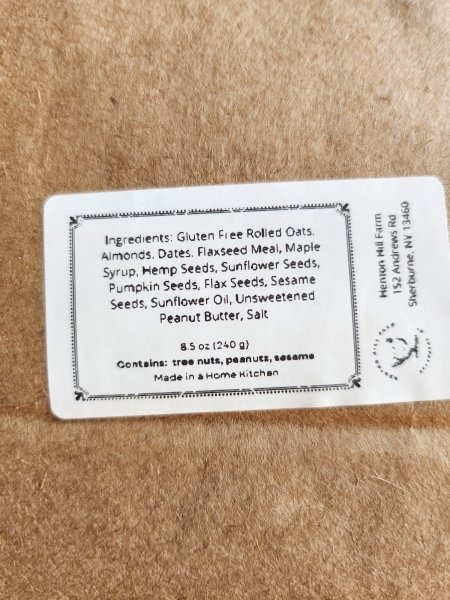 Ingredients: Gluten Free Rolled Oats,
Almonds, Dates, Flaxseed Meal, Maple
Syrup, Hemp Seeds, Sunflower Seeds,
Pumpkin Seeds, Flax Seeds, Sesame
Seeds, Sunflower Oil, Unsweetened
Peanut Butter, Salt
8.5 oz (240 g)
Contains: tree nuts, peanuts, sesame
Made in a Home Kitchen
Henton Hill Farm
152 Andrews Rd
Sherburne, NY 13460